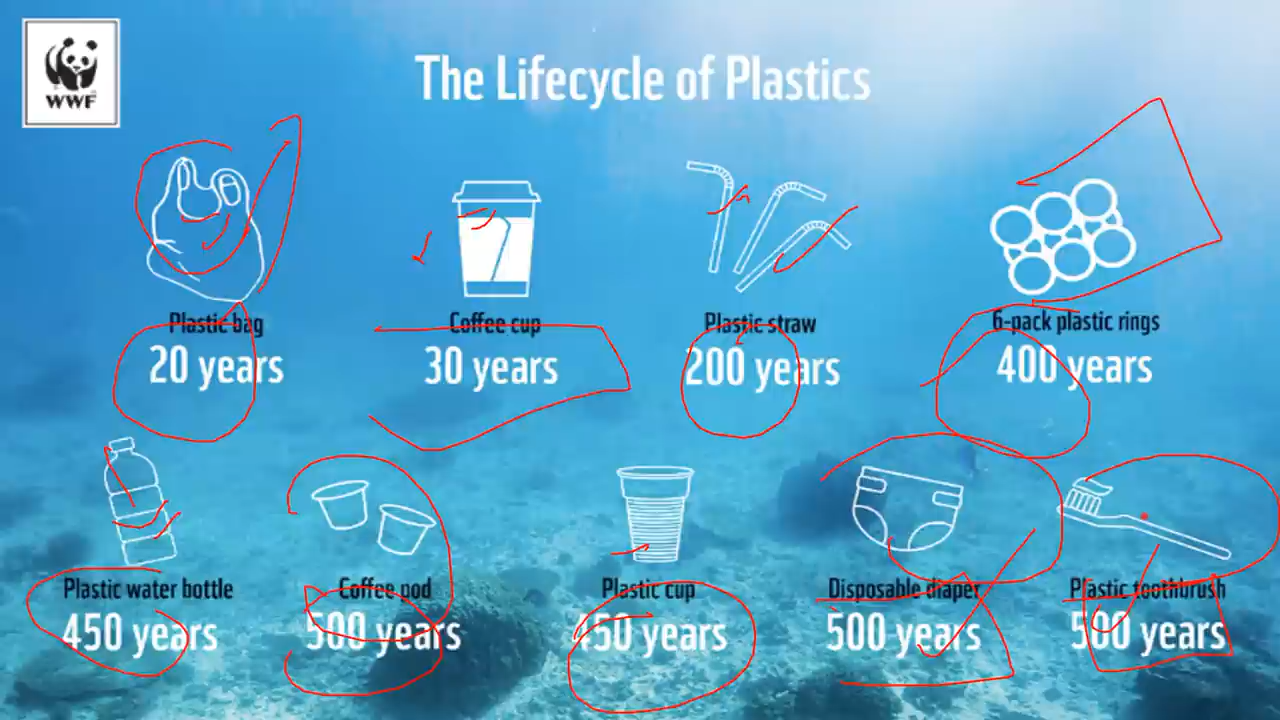 WWF
The Lifecycle of Plastics
Plastic bag
20 years
Coffee cup
30 years
Plastic straw
200 years
6-pack plastic rings
400 years
Plastic water bottle
450 years
Coffee pod
500 years
Plastic cup
450 years
Disposable diaper
500 years
Plastic toothbrush
500 years